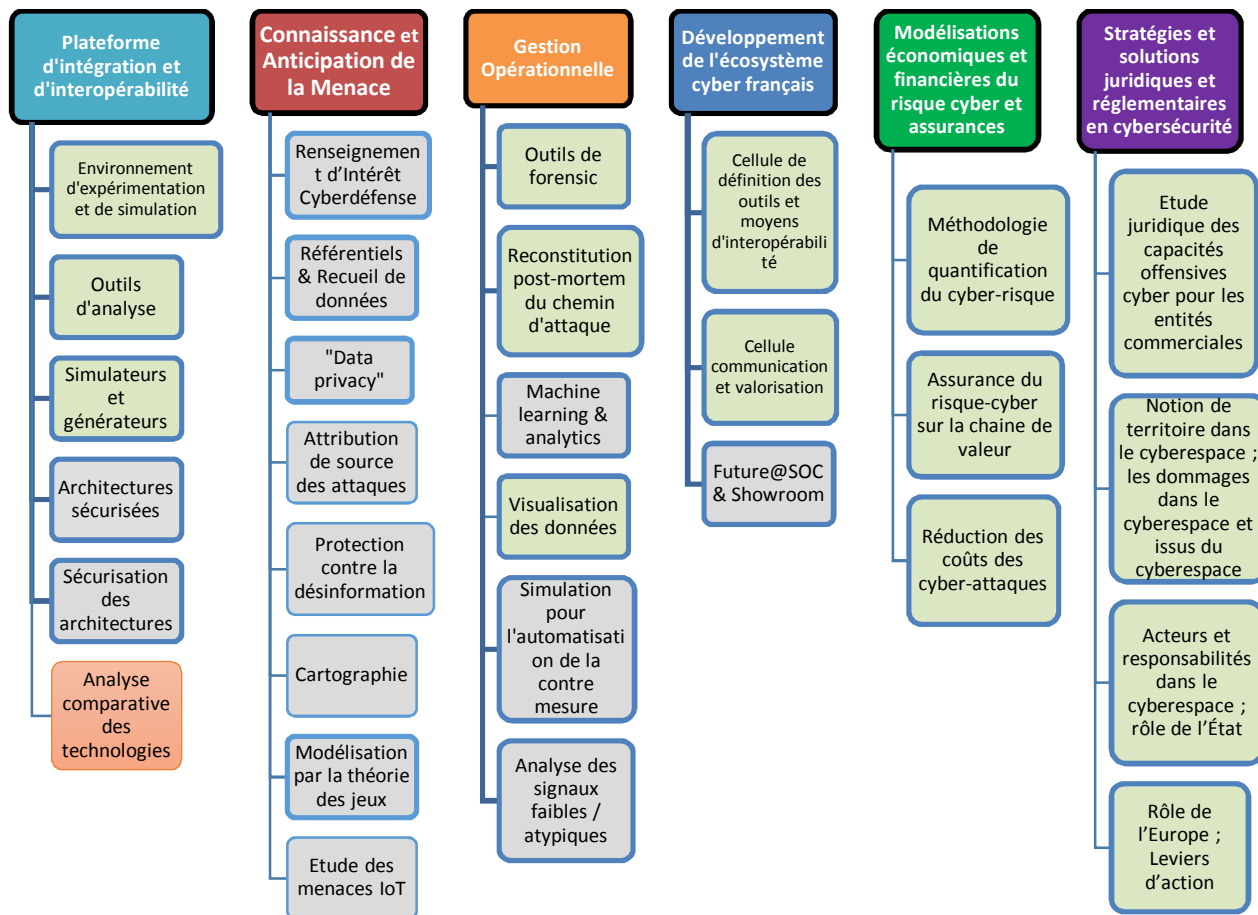 Plateforme
d'intégration et
d'interopérabilité
Environnement
d'expérimentation
et de simulation
Outils
d'analyse
Simulateurs et
générateurs
Architectures
sécurisées
Sécurisation
des
architectures
Analyse
comparative
des
technologies
Connaissance et
Anticipation de
la Menace
Renseignemen
t d’Intérêt
Cyberdéfense
Référentiels
& Recueil de
données
"Data
privacy"
Attribution
de source
des attaques
Protection
contre la
désinformation
Cartographie
Modélisation
par la théorie
des jeux
Etude des
menaces IoT
Gestion
Opérationnelle
Outils de
forensic
Reconstitution
post-mortem
du chemin
d'attaque
Machine
learning &
analytics
Visualisation
des données
Simulation
pour
l'automatisati
on de la
contre
mesure
Analyse des
signaux
faibles /
atypiques
Développement
de l'écosystème
cyber français
Cellule de
définition des
outils et
moyens
d'interopérabili
té
Cellule
communication
et valorisation
Future@SOC
& Showroom
Modélisations
économiques et
financières du
risque cyber et
assurances
Méthodologie
de
quantification
du cyber-risque
Assurance du
risque-cyber
sur la chaine de
valeur
Réduction des
coûts des
cyber-attaques
Stratégies et
solutions
juridiques et
réglementaires
en cybersécurité
Etude
juridique des
capacités
offensives
cyber pour les
entités
commerciales
Notion de
territoire dans
le cyberespace ;
les dommages
dans le
cyberespace et
issus du
cyberespace
Acteurs et
responsabilités
dans le
cyberespace ;
rôle de l’État
Rôle de
l’Europe ;
Leviers
d’action